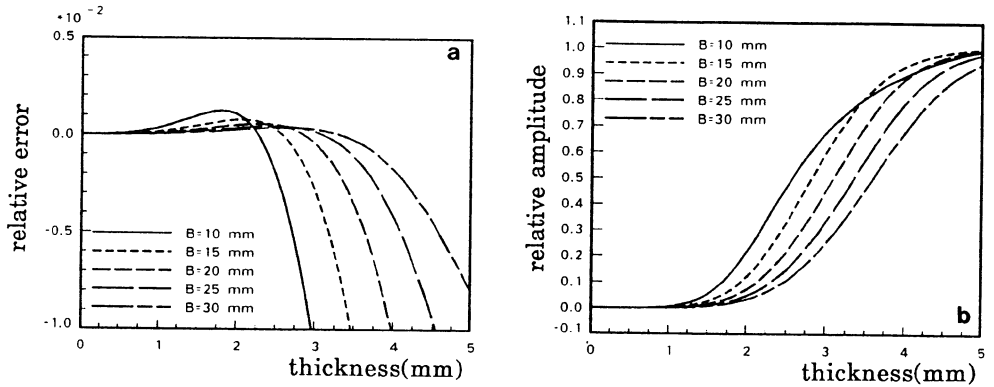 •10 -2
0.5
a
0.0
-0.5
-1.0
relative error
B=10 mm
B=15 mm
B=20 mm
B=25 mm
B=30 mm
0 1 2 3 4 5
thickness(mm)
1.1
1.0
0.9
0.8
0.7
0.6
0.5
0.4
0.3
0.2
0.1
0.0
-0.1
relative amplitude
B=10 mm
B=15 mm
B=20 mm
B=25 mm
B=30 mm
b
0 1 2 3 4 5
thickness(mm)